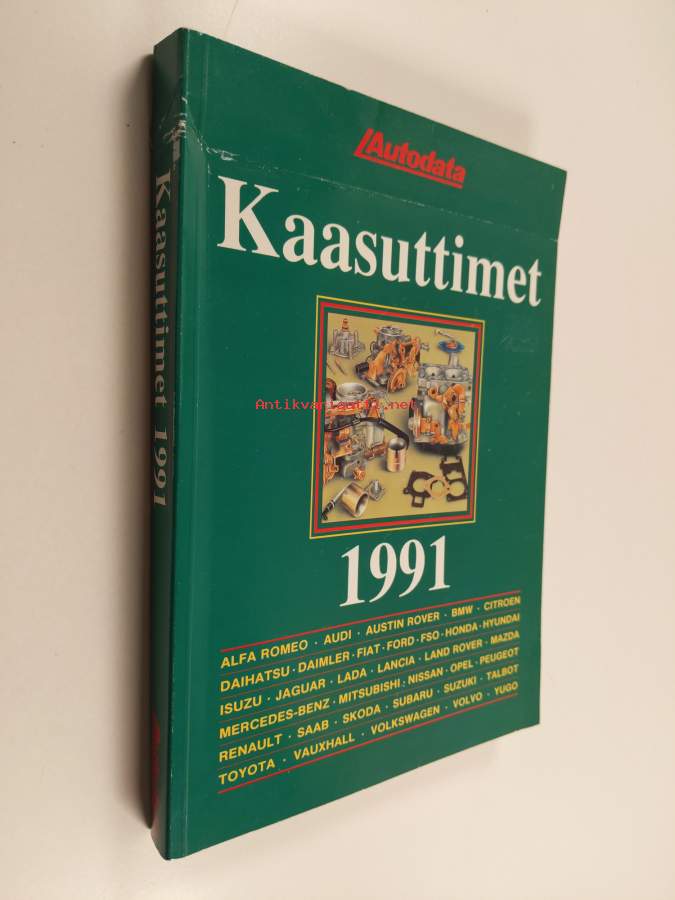 Autodata
Kaasuttimet
Antikvariaatti.net
1991
ALFA ROMEO · AUDI · AUSTIN ROVER · BMW · CITROEN
DAIHATSU · DAIMLER · FIAT · FORD · FSO · HONDA · HYUNDAI
ISUZU · JAGUAR · LADA · LANCIA · LAND ROVER · MAZDA
MERCEDES-BENZ · MITSUBISHI · NISSAN · OPEL · PEUGEOT
RENAULT · SAAB · SKODA · SUBARU · SUZUKI · TALBOT
TOYOTA · VAUXHALL · VOLKSWAGEN · VOLVO · YUGO
Kaasuttimet 1991